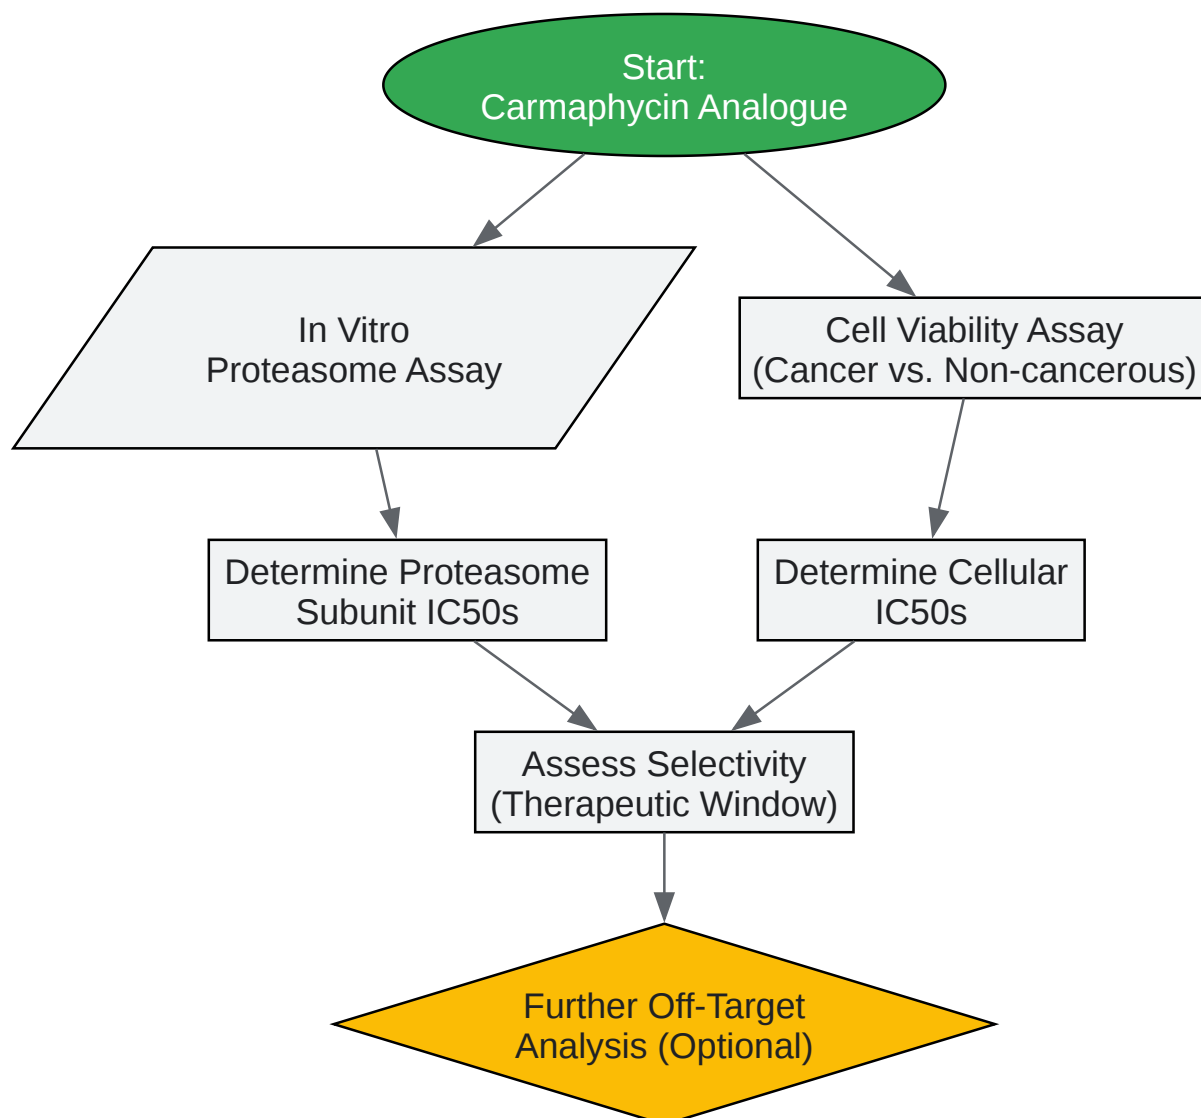 Start:
Carmaphycin Analogue
In Vitro
Proteasome Assay
Cell Viability Assay
(Cancer vs. Non-cancerous)
Determine Proteasome
Subunit IC50s
Determine Cellular
IC50s
Assess Selectivity
(Therapeutic Window)
Further Off-Target
Analysis (Optional)